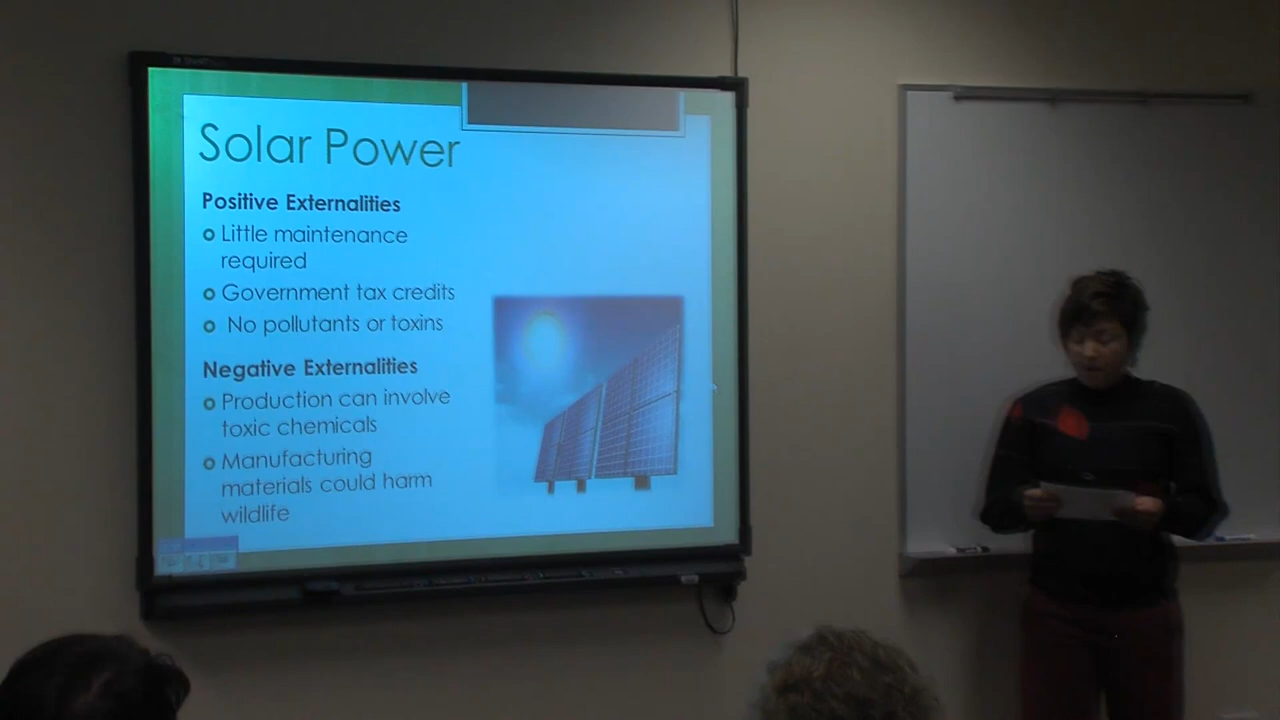 Solar Power
Positive Externalities
Little maintenance
required
Government tax credits
No pollutants or toxins
Negative Externalities
Production can involve
toxic chemicals
Manufacturing
materials could harm
wildlife